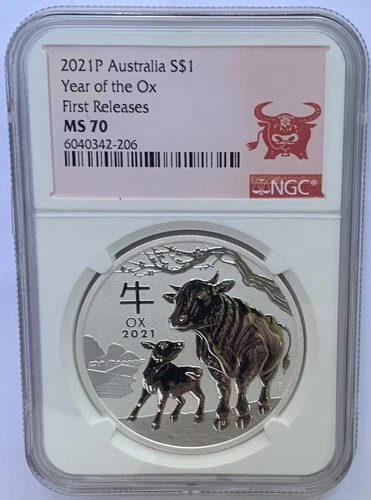 2021P Australia S$1
Year of the Ox
First Releases
MS 70
6040342-206
NGC®
牛
OX
2021